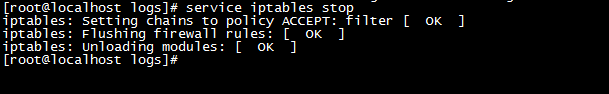 [root@localhost logs]# service iptables stop
iptables: Setting chains to policy ACCEPT: filter [  OK  ]
iptables: Flushing firewall rules: [  OK  ]
iptables: Unloading modules: [  OK  ]
[root@localhost logs]#